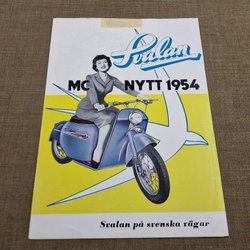 Svalan
MC NYTT 1954
Svalan på svenska vägar